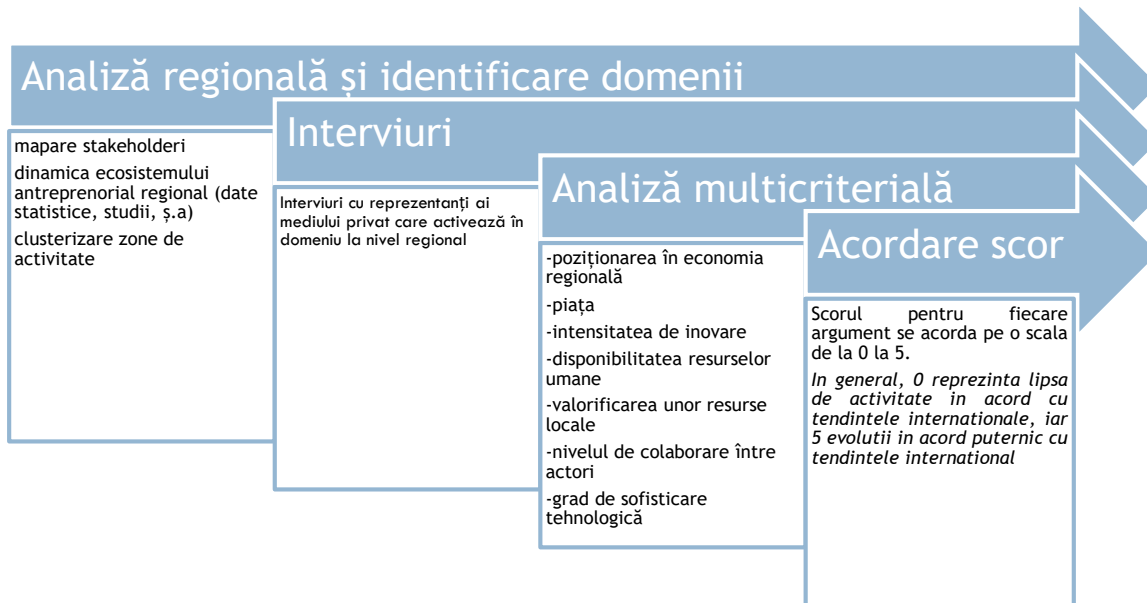 Analiză regională și identificare domenii
mapare stakeholderi
dinamica ecosistemului
antreprenorial regional (date
statistice, studii, ș.a)
clusterizare zone de
activitate
Interviuri
Interviuri cu reprezentanți ai
mediului privat care activează în
domeniu la nivel regional
Analiză multicriterială
-poziționarea în economia
regională
-piața
-intensitatea de inovare
-disponibilitatea resurselor
umane
-valorificarea unor resurse
locale
-nivelul de colaborare între
actori
-grad de sofisticare
tehnologică
Acordare scor
Scorul pentru fiecare
argument se acorda pe o scala
de la 0 la 5.
In general, 0 reprezinta lipsa
de activitate in acord cu
tendintele internationale, iar
5 evolutii in acord puternic cu
tendintele international